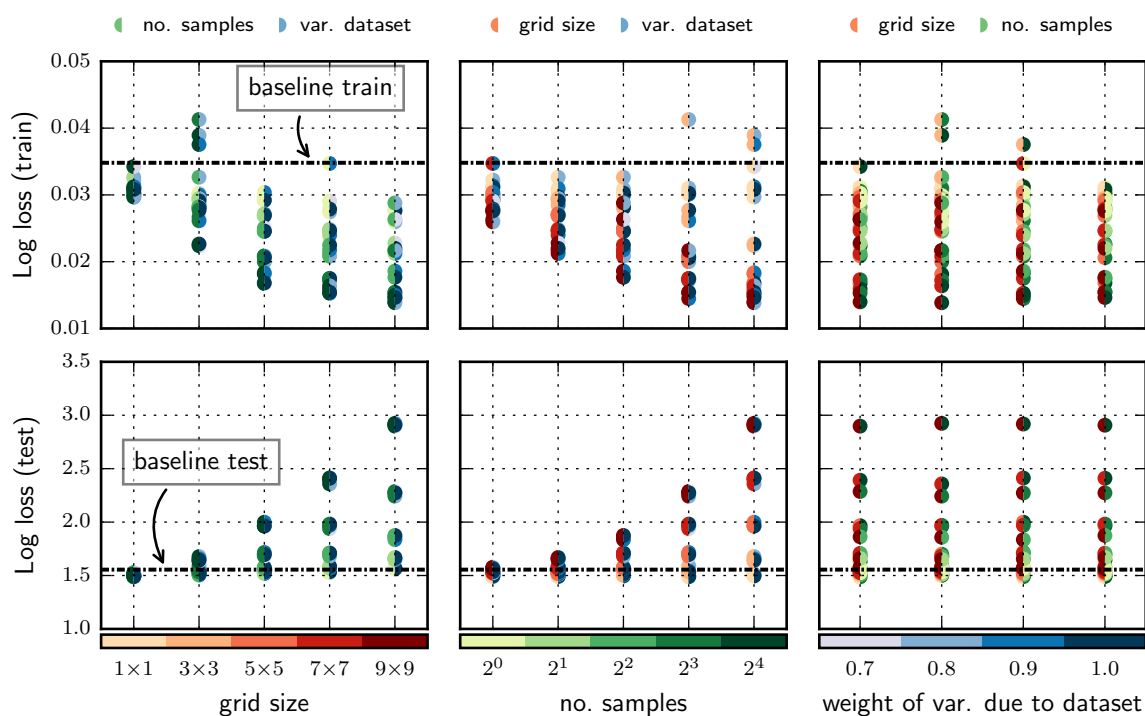 no. samples var. dataset
grid size var. dataset
grid size no. samples
0.05
0.04
0.03
0.02
0.01
Log loss (train)
baseline train
3.5
3.0
2.5
2.0
1.5
1.0
Log loss (test)
baseline test
1×1 3×3 5×5 7×7 9×9
grid size
2⁰ 2¹ 2² 2³ 2⁴
no. samples
0.7 0.8 0.9 1.0
weight of var. due to dataset